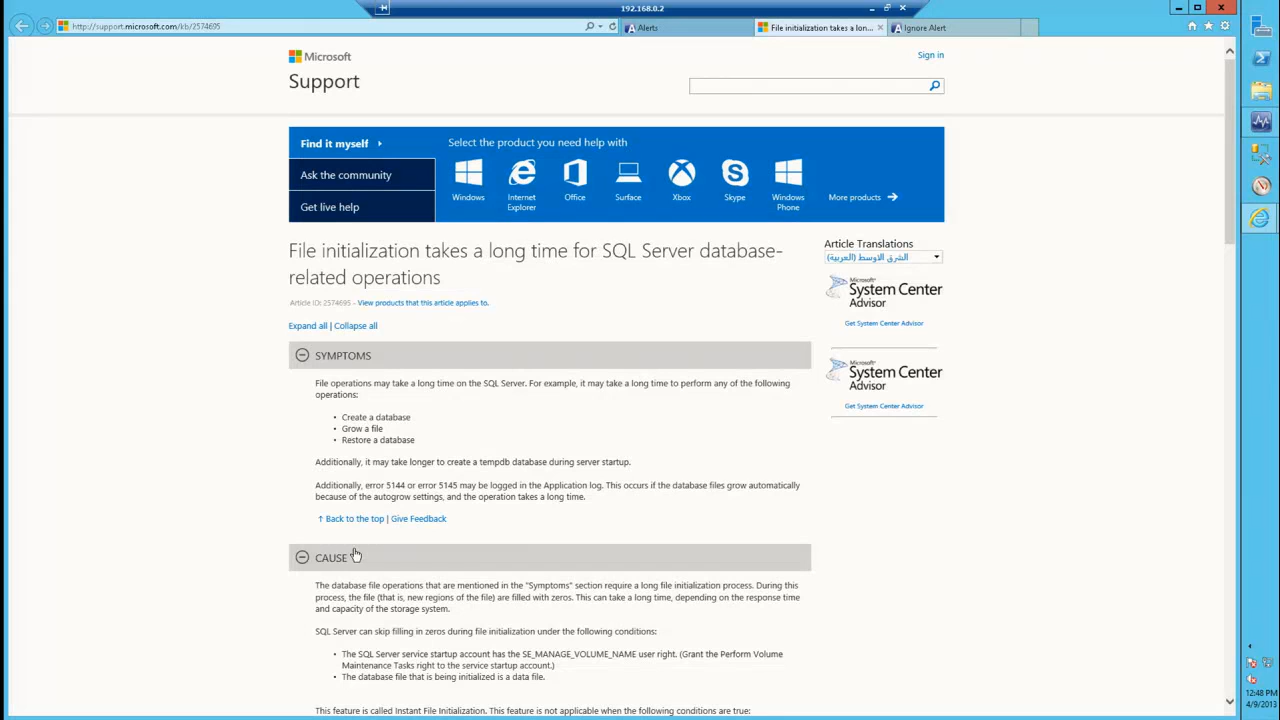 192.168.0.2
http://support.microsoft.com/kb/2574695
Alerts
File initialization takes a lon...
Ignore Alert
Microsoft
Sign in
Support
Find it myself
Ask the community
Get live help
Select the product you need help with
Windows
Internet Explorer
Office
Surface
Xbox
Skype
Windows Phone
More products
File initialization takes a long time for SQL Server database-
related operations
Article ID: 2574695 - View products that this article applies to.
Expand all | Collapse all
Article Translations
الشرق الاوسط (العربية)
Microsoft
System Center
Advisor
Get System Center Advisor
Microsoft
System Center
Advisor
Get System Center Advisor
SYMPTOMS
File operations may take a long time on the SQL Server. For example, it may take a long time to perform any of the following
operations:
• Create a database
• Grow a file
• Restore a database
Additionally, it may take longer to create a tempdb database during server startup.
Additionally, error 5144 or error 5145 may be logged in the Application log. This occurs if the database files grow automatically
because of the autogrow settings, and the operation takes a long time.
↑ Back to the top | Give Feedback
CAUSE
The database file operations that are mentioned in the "Symptoms" section require a long file initialization process. During this
process, the file (that is, new regions of the file) are filled with zeros. This can take a long time, depending on the response time
and capacity of the storage system.
SQL Server can skip filling in zeros during file initialization under the following conditions:
• The SQL Server service startup account has the SE_MANAGE_VOLUME_NAME user right. (Grant the Perform Volume
Maintenance Tasks right to the service startup account.)
• The database file that is being initialized is a data file.
This feature is called Instant File Initialization. This feature is not applicable when the following conditions are true:
12:48 PM
4/9/2013